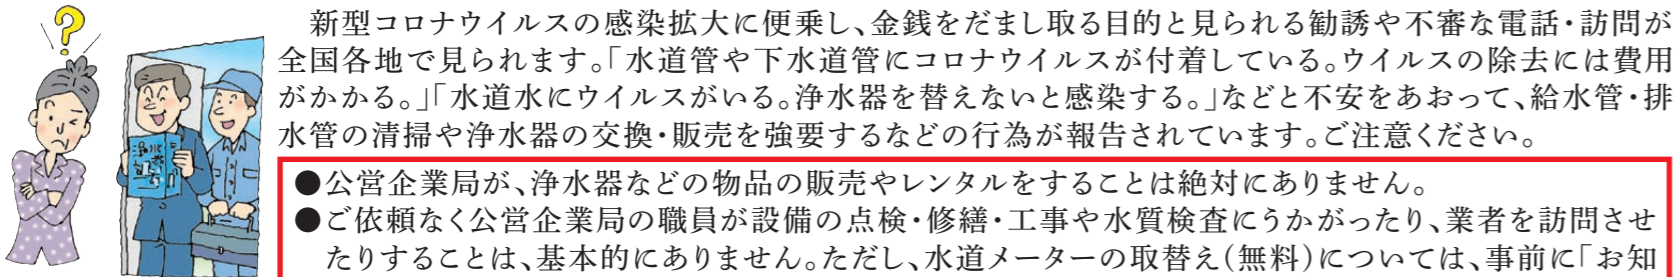 新型コロナウイルスの感染拡大に便乗し、金銭をだまし取る目的と見られる勧誘や不審な電話・訪問が
全国各地で見られます。「水道管や下水道管にコロナウイルスが付着している。ウイルスの除去には費用
がかかる。」「水道水にウイルスがいる。浄水器を替えないと感染する。」などと不安をあおって、給水管・排
水管の清掃や浄水器の交換・販売を強要するなどの行為が報告されています。ご注意ください。
●公営企業局が、浄水器などの物品の販売やレンタルをすることは絶対にありません。
●ご依頼なく公営企業局の職員が設備の点検・修繕・工事や水質検査にうかがったり、業者を訪問させ
たりすることは、基本的にありません。ただし、水道メーターの取替え(無料)については、事前に「お知